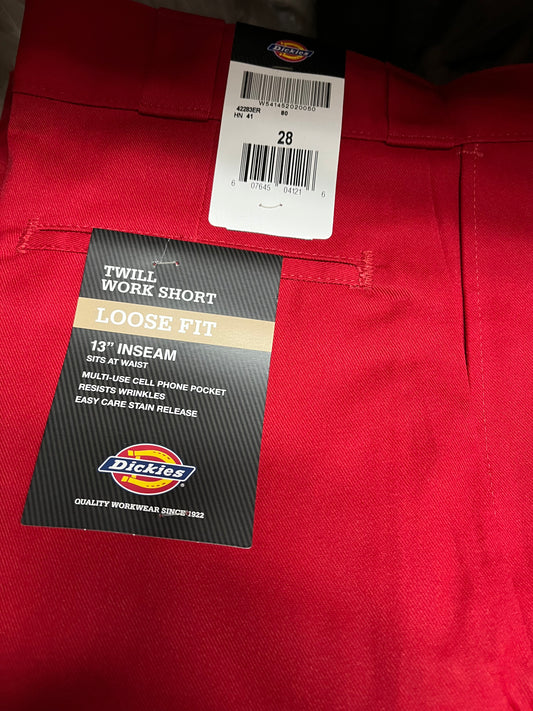 Dickies
W541452020080
42283ER 80
HN 41
28
6 07645 04121 6
TWILL
WORK SHORT
LOOSE FIT
13” INSEAM
SITS AT WAIST
MULTI-USE CELL PHONE POCKET
RESISTS WRINKLES
EASY CARE STAIN RELEASE
Dickies
QUALITY WORKWEAR SINCE 1922